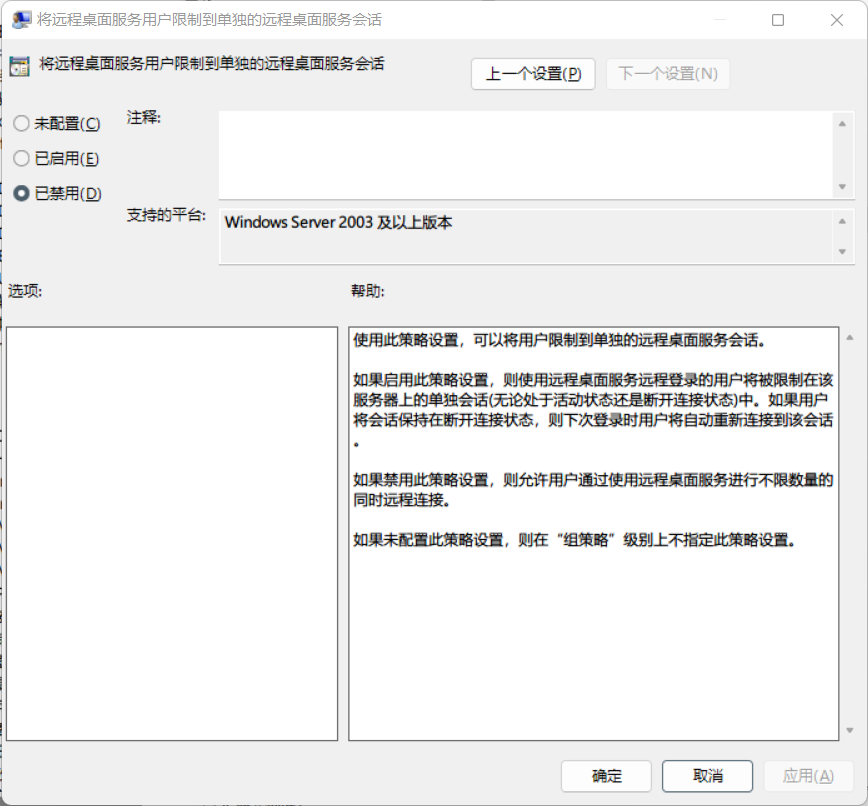 将远程桌面服务用户限制到单独的远程桌面服务会话
将远程桌面服务用户限制到单独的远程桌面服务会话
上一个设置(P)
下一个设置(N)
未配置(C)
注释:
已启用(E)
已禁用(D)
支持的平台:
Windows Server 2003 及以上版本
选项:
帮助:
使用此策略设置，可以将用户限制到单独的远程桌面服务会话。
如果启用此策略设置，则使用远程桌面服务远程登录的用户将被限制在该
服务器上的单独会话(无论处于活动状态还是断开连接状态)中。如果用户
将会话保持在断开连接状态，则下次登录时用户将自动重新连接到该会话
。
如果禁用此策略设置，则允许用户通过使用远程桌面服务进行不限数量的
同时远程连接。
如果未配置此策略设置，则在“组策略”级别上不指定此策略设置。
确定
取消
应用(A)